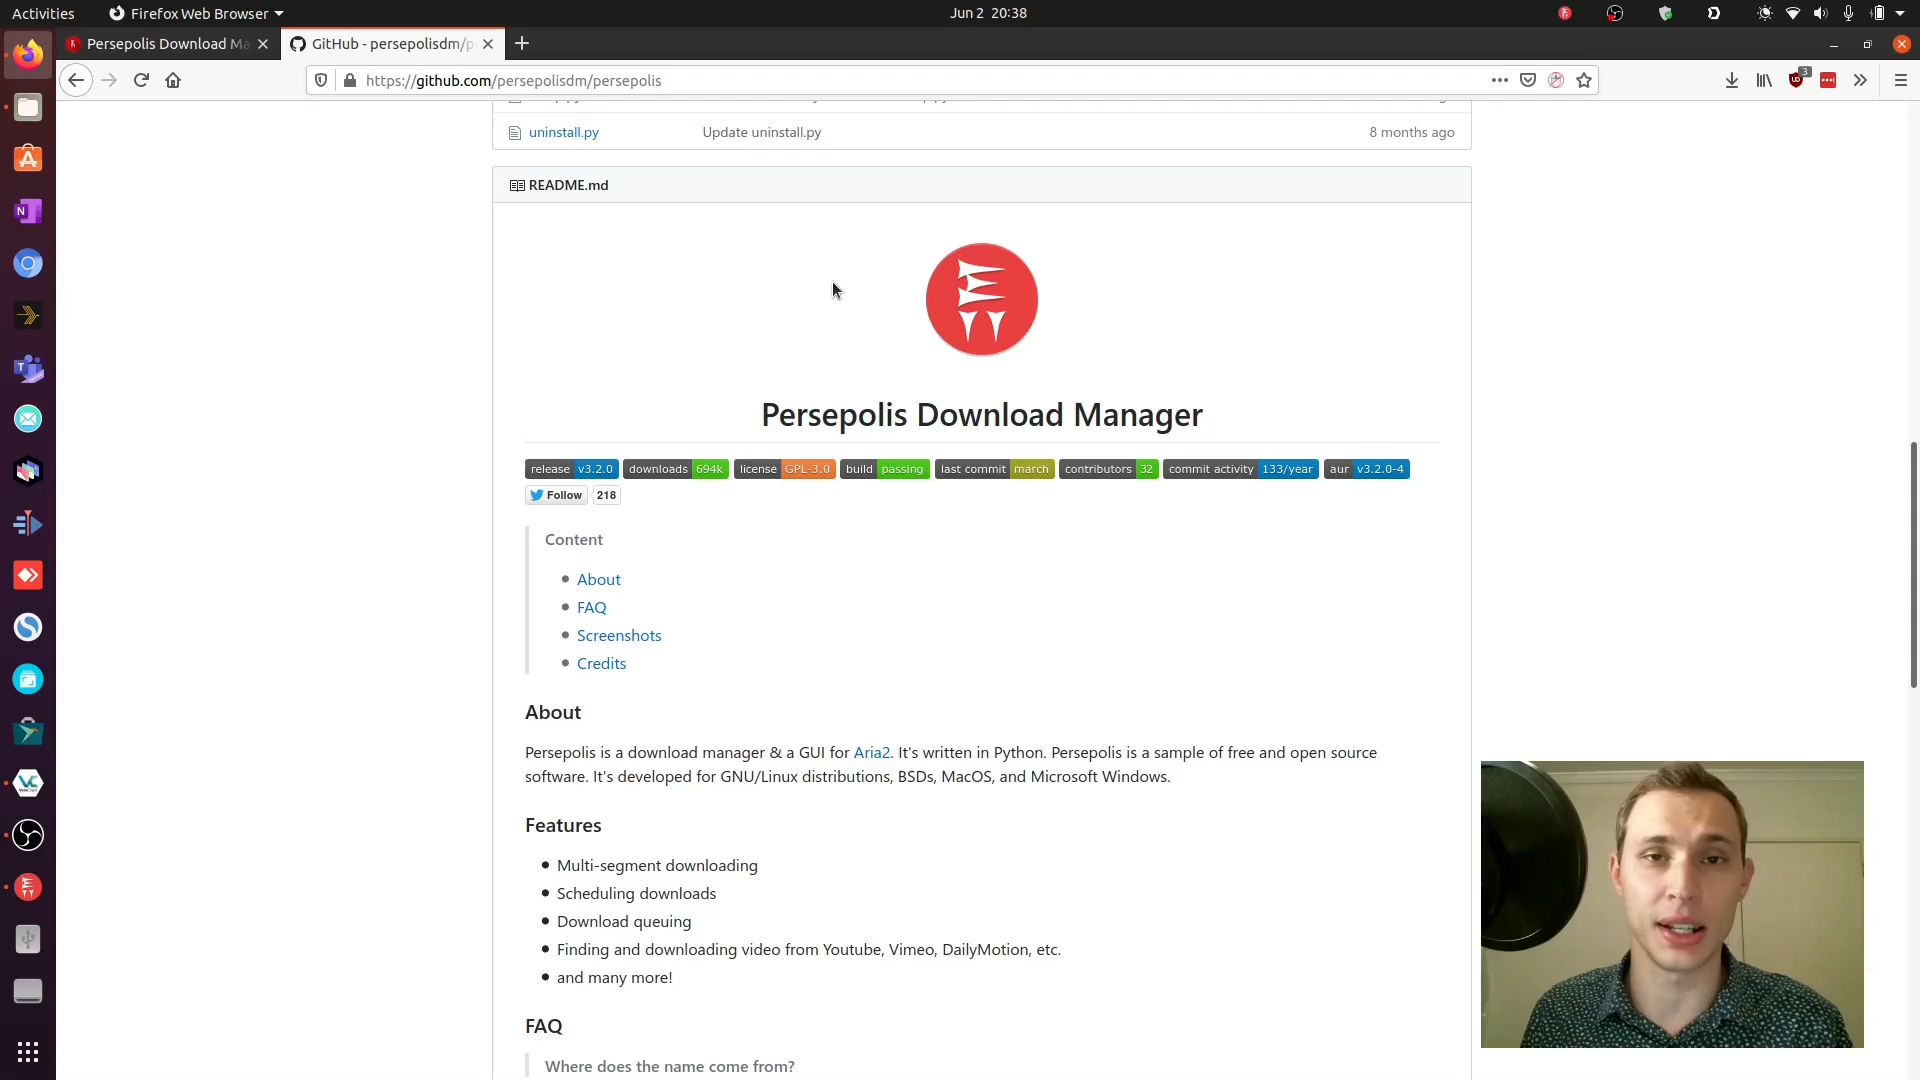 Activities
Firefox Web Browser
Jun 2 20:38
Persepolis Download Ma
GitHub - persepolisdm/p
https://github.com/persepolisdm/persepolis
3
uninstall.py
Update uninstall.py
8 months ago
README.md
Persepolis Download Manager
release v3.2.0
downloads 694k
license GPL-3.0
build passing
last commit march
contributors 32
commit activity 133/year
aur v3.2.0-4
Follow 218
Content
About
FAQ
Screenshots
Credits
About
Persepolis is a download manager & a GUI for Aria2. It's written in Python. Persepolis is a sample of free and open source
software. It's developed for GNU/Linux distributions, BSDs, MacOS, and Microsoft Windows.
Features
Multi-segment downloading
Scheduling downloads
Download queuing
Finding and downloading video from Youtube, Vimeo, DailyMotion, etc.
and many more!
FAQ
Where does the name come from?